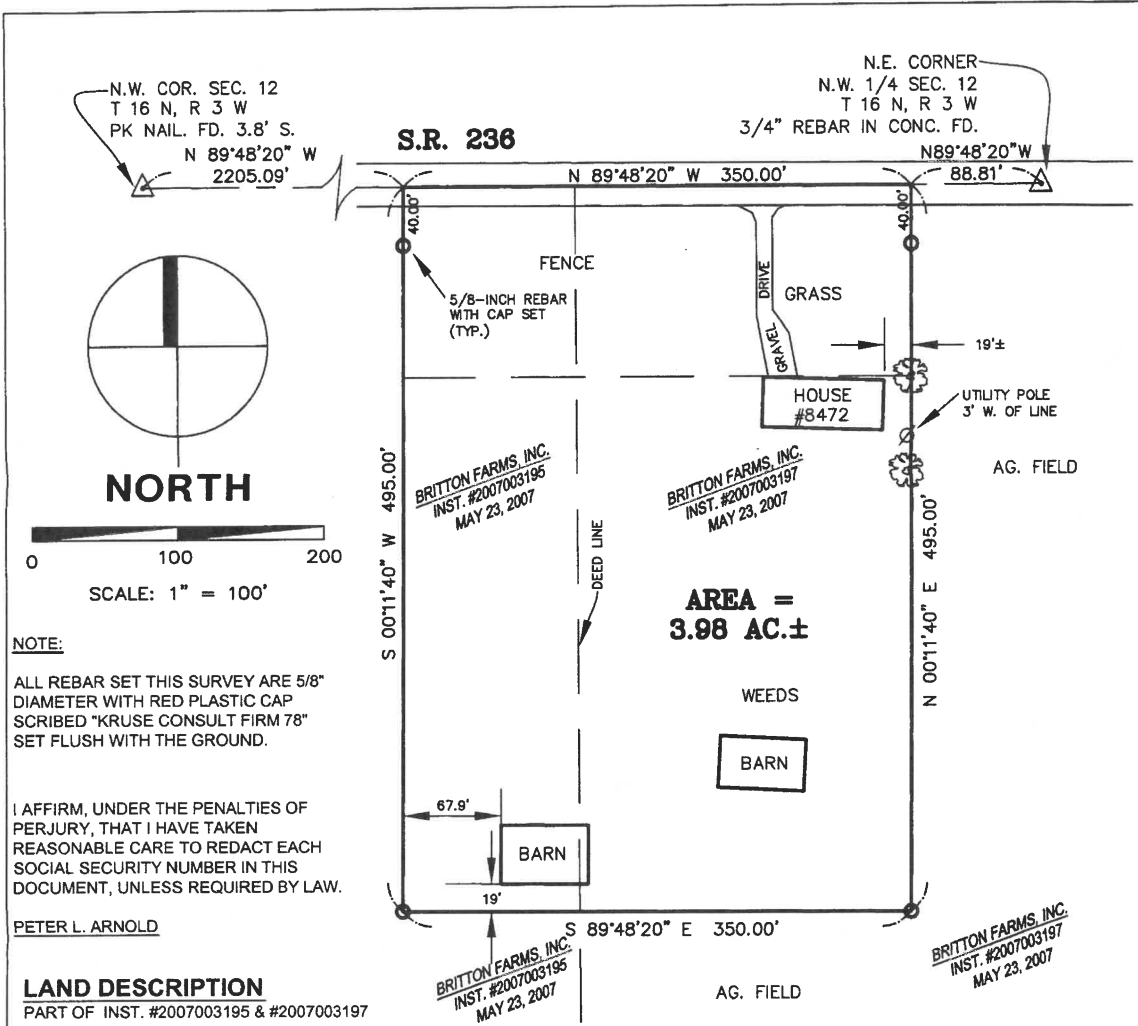 N.W. COR. SEC. 12
T 16 N, R 3 W
PK NAIL. FD. 3.8' S.
N 89°48'20" W
2205.09'
S.R. 236
N.E. CORNER
N.W. 1/4 SEC. 12
T 16 N, R 3 W
3/4" REBAR IN CONC. FD.
N89°48'20"W
88.81'
N 89°48'20" W 350.00'
40.00'
40.00'
FENCE
5/8-INCH REBAR
WITH CAP SET
(TYP.)
DRIVE
GRAVEL
GRASS
19'±
HOUSE
#8472
UTILITY POLE
3' W. OF LINE
AG. FIELD
NORTH
0 100 200
SCALE: 1" = 100'
S 00°11'40" W 495.00'
BRITTON FARMS, INC.
INST. #2007003195
MAY 23, 2007
BRITTON FARMS, INC.
INST. #2007003197
MAY 23, 2007
DEED LINE
N 00°11'40" E 495.00'
AREA =
3.98 AC.±
WEEDS
BARN
67.9'
BARN
19'
S 89°48'20" E 350.00'
BRITTON FARMS, INC.
INST. #2007003195
MAY 23, 2007
AG. FIELD
BRITTON FARMS, INC.
INST. #2007003197
MAY 23, 2007
NOTE:
ALL REBAR SET THIS SURVEY ARE 5/8"
DIAMETER WITH RED PLASTIC CAP
SCRIBED "KRUSE CONSULT FIRM 78"
SET FLUSH WITH THE GROUND.
I AFFIRM, UNDER THE PENALTIES OF
PERJURY, THAT I HAVE TAKEN
REASONABLE CARE TO REDACT EACH
SOCIAL SECURITY NUMBER IN THIS
DOCUMENT, UNLESS REQUIRED BY LAW.
PETER L. ARNOLD
LAND DESCRIPTION
PART OF INST. #2007003195 & #2007003197